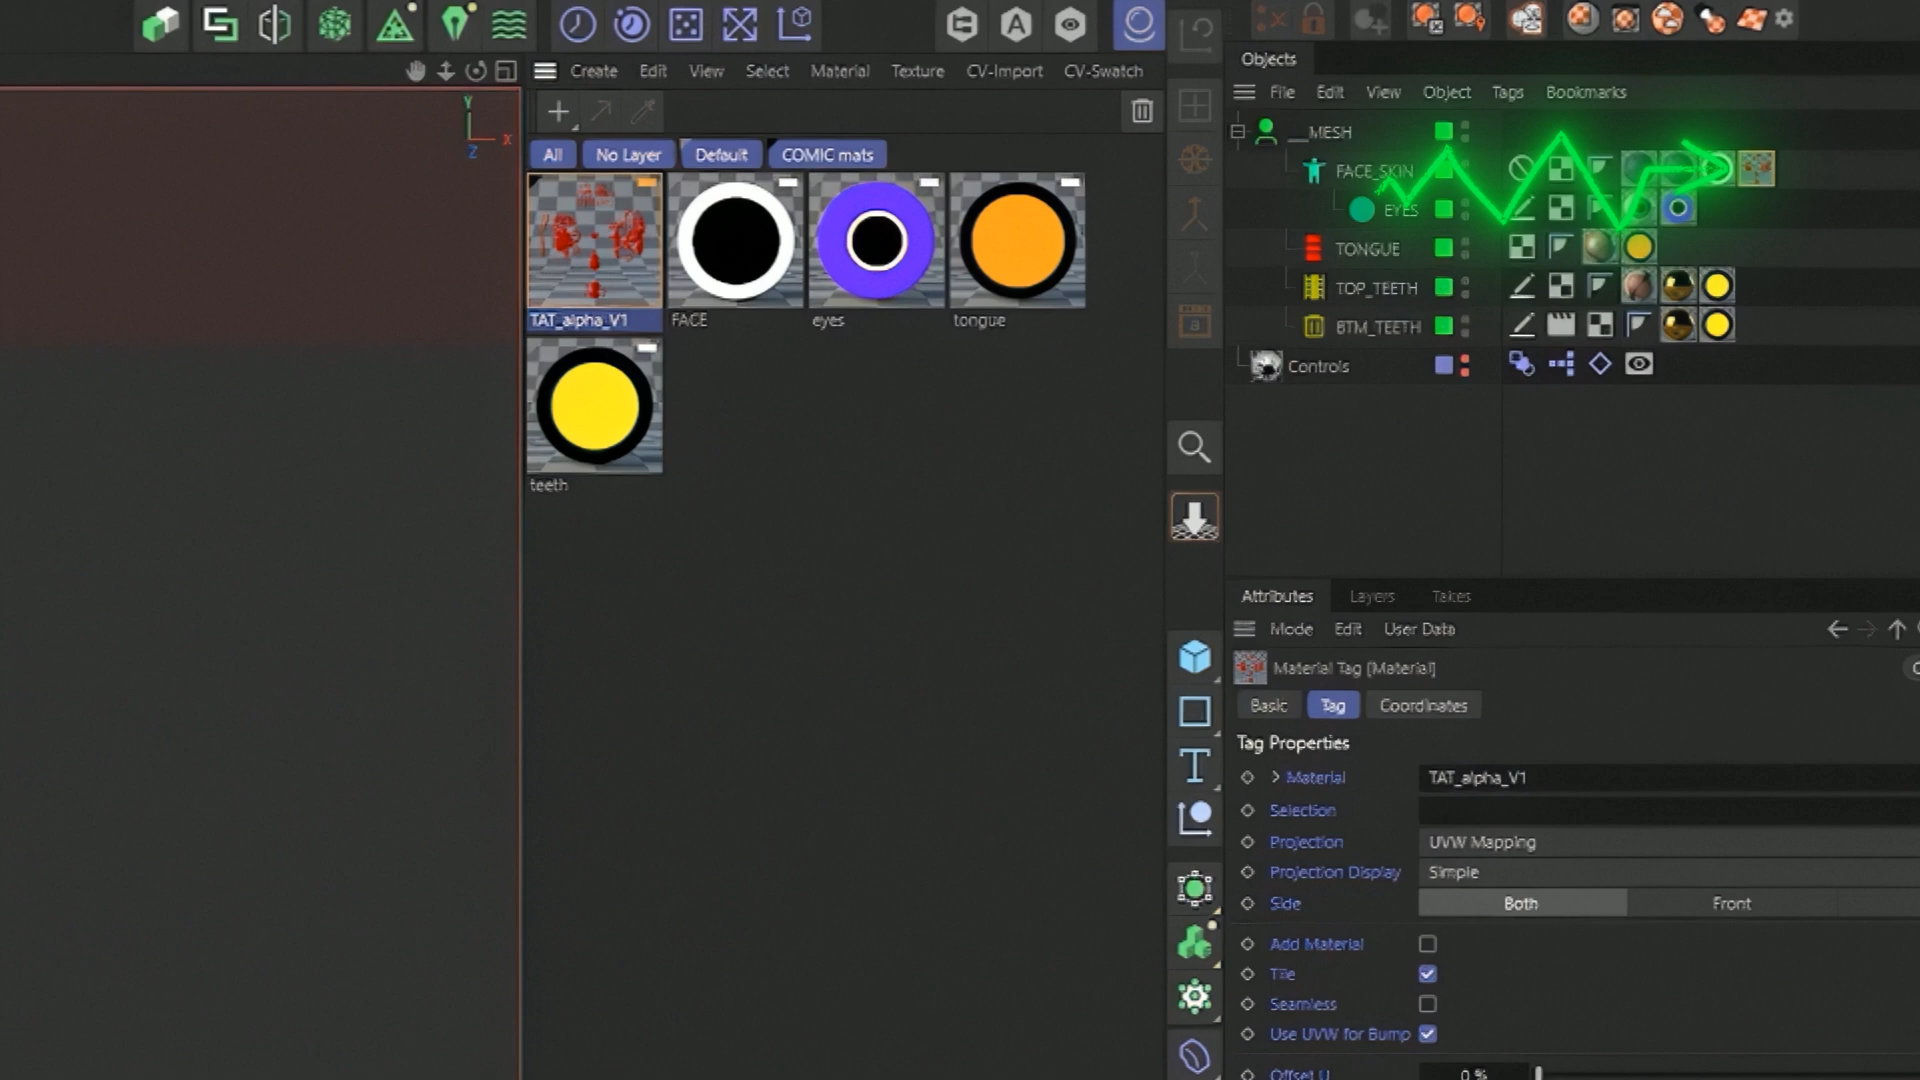 Create Edit View Select Material Texture CV-Import CV-Swatch
All No Layer Default COMIC mats
TAT_alpha_V1 FACE eyes tongue
teeth
Y
X
Z
A
a
T
Objects
File Edit View Object Tags Bookmarks
__MESH
FACE_SKIN
EYES
TONGUE
TOP_TEETH
BTM_TEETH
Controls
Attributes Layers Takes
Mode Edit User Data
Material Tag [Material]
Basic Tag Coordinates
Tag Properties
Material TAT_alpha_V1
Selection
Projection UVW Mapping
Projection Display Simple
Side Both Front
Add Material
Tile
Seamless
Use UVW for Bump
Offset U 0 %